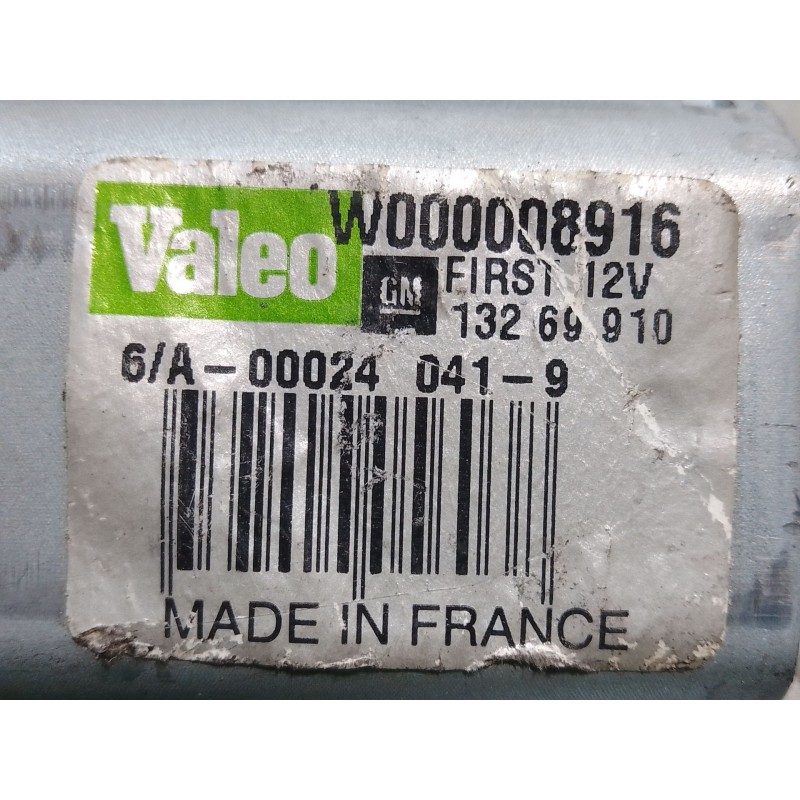 Valeo
W000008916
GM
FIRST 12V
132 69 910
6/A-00024 041-9
MADE IN FRANCE